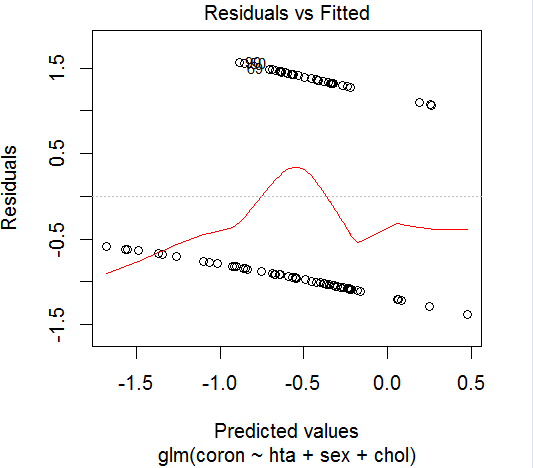 Residuals vs Fitted
Residuals
1.5
0.5
-0.5
-1.5
-1.5
-1.0
-0.5
0.0
0.5
Predicted values
glm(coron ~ hta + sex + chol)